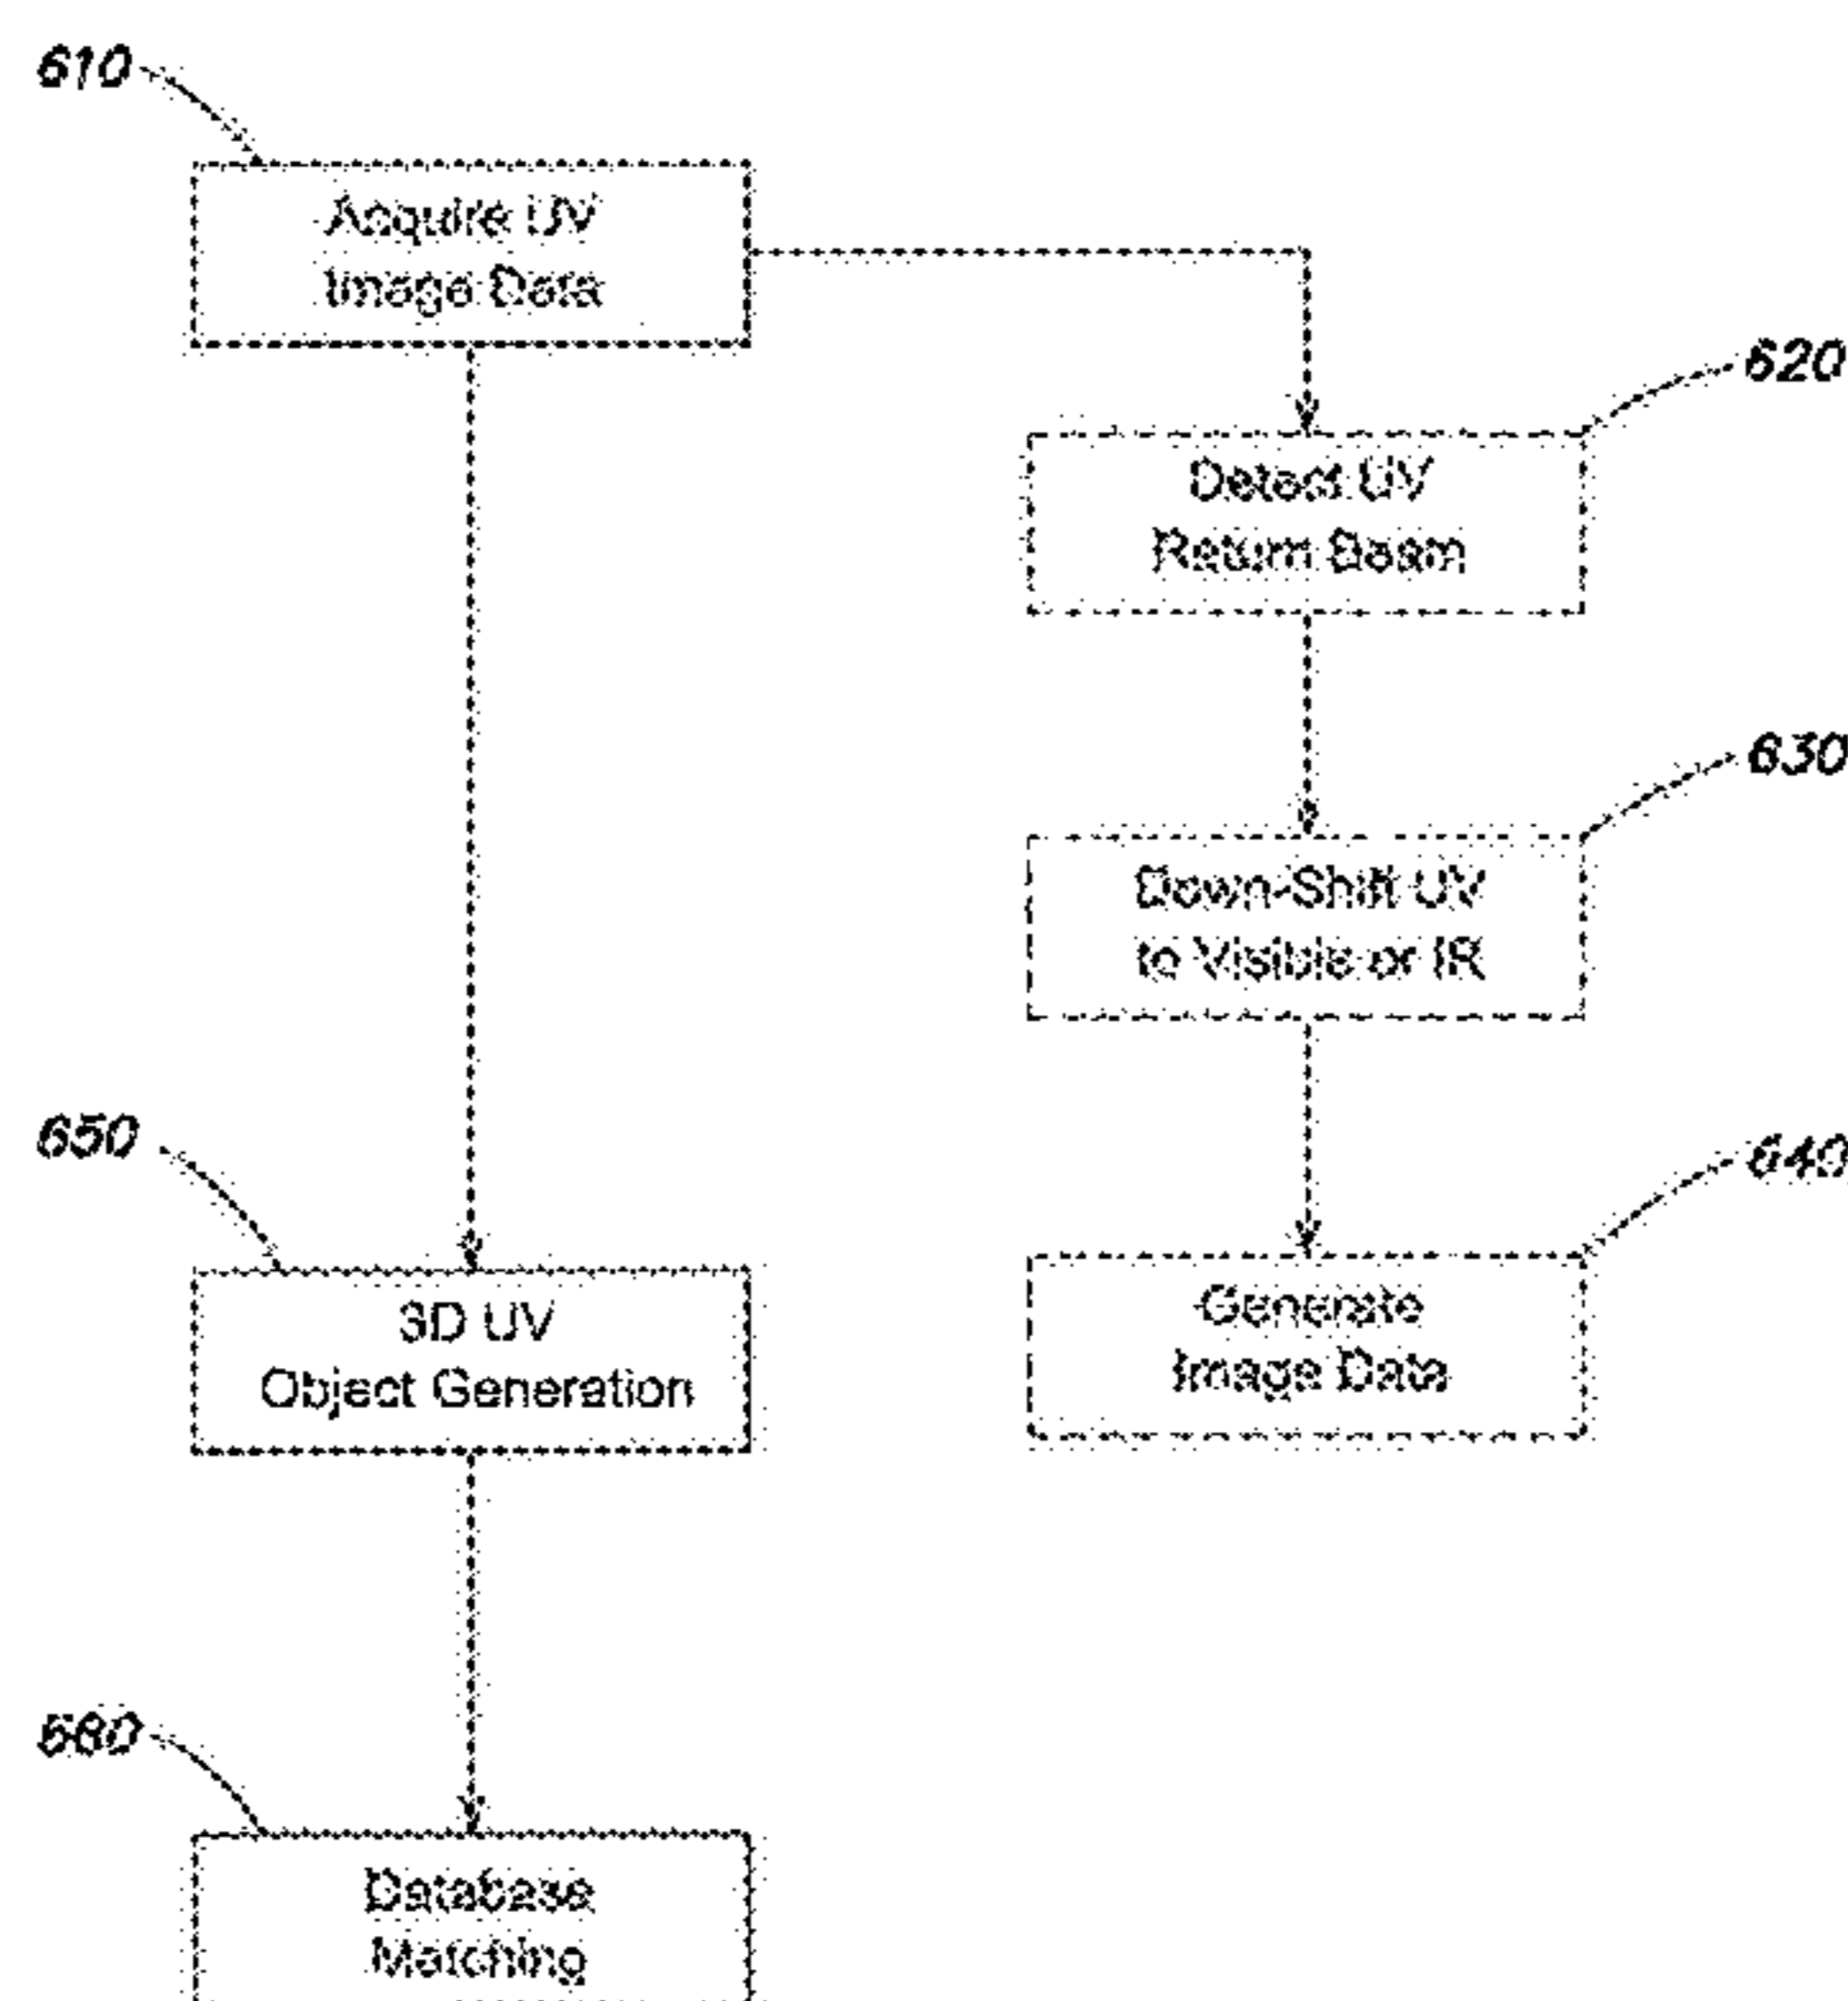 610
Acquire UV
Image Data
620
Detect UV
Return Beam
630
Down-Shift UV
to Visible or IR
650
640
3D UV
Object Generation
Generate
Image Data
Database
Matching